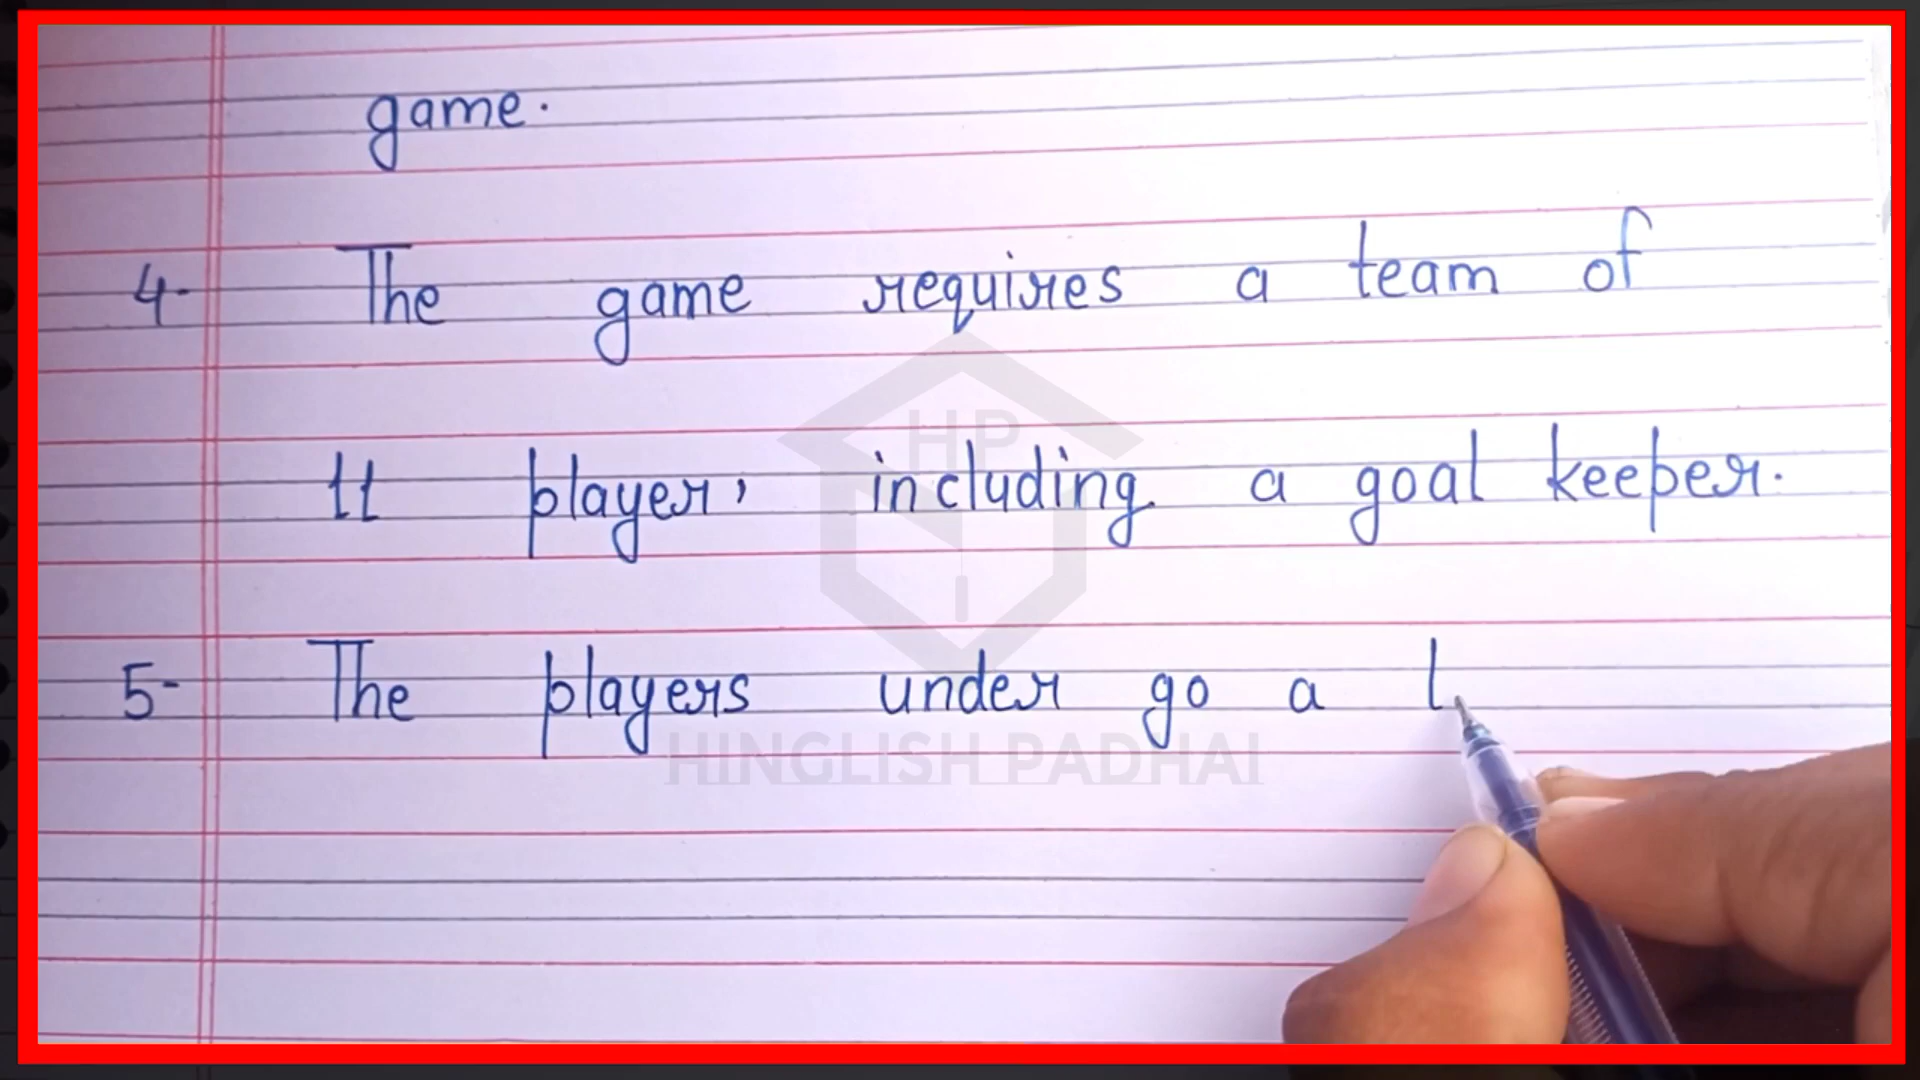 game.
4- The game requires a team of
11 player, including a goal keeper.
5- The players under go a l
HP
I
HINGLISH PADHAI